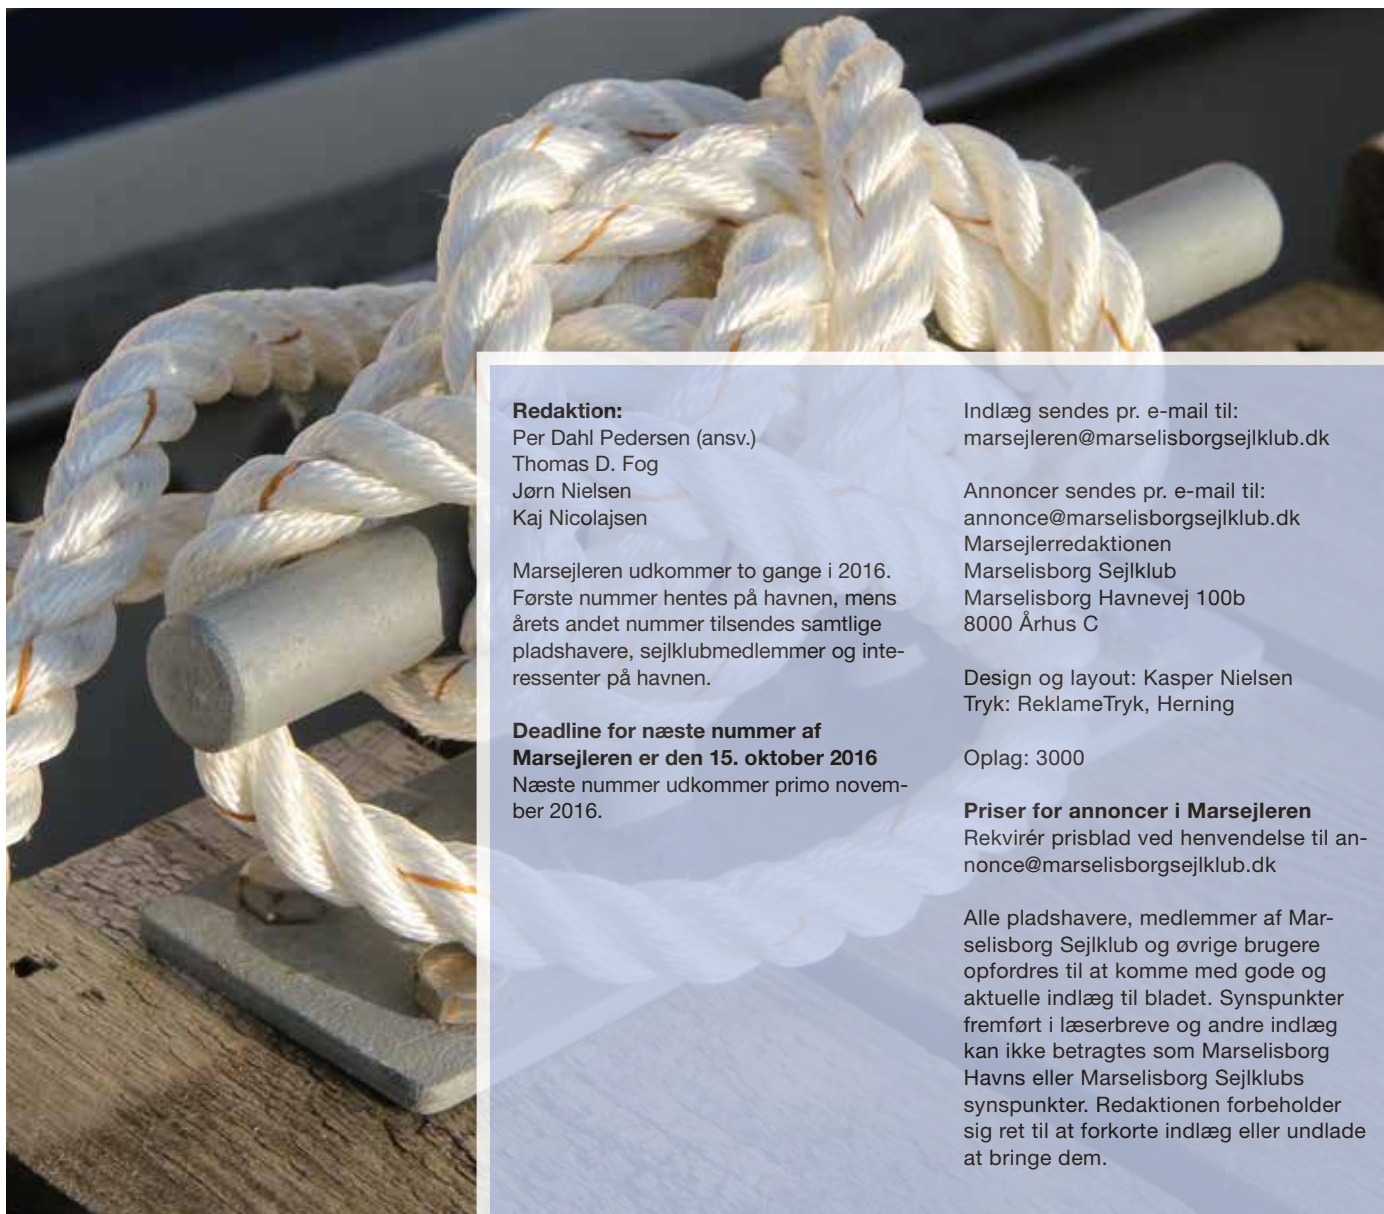 Redaktion:
Per Dahl Pedersen (ansv.)
Thomas D. Fog
Jørn Nielsen
Kaj Nicolajsen
Marsejleren udkommer to gange i 2016.
Første nummer hentes på havnen, mens
årets andet nummer tilsendes samtlige
pladshavere, sejlklubmedlemmer og inte-
ressenter på havnen.
Deadline for næste nummer af
Marsejleren er den 15. oktober 2016
Næste nummer udkommer primo novem-
ber 2016.
Indlæg sendes pr. e-mail til:
marsejleren@marselisborgsejlklub.dk
Annoncer sendes pr. e-mail til:
annonce@marselisborgsejlklub.dk
Marsejlerredaktionen
Marselisborg Sejlklub
Marselisborg Havnevej 100b
8000 Århus C
Design og layout: Kasper Nielsen
Tryk: ReklameTryk, Herning
Oplag: 3000
Priser for annoncer i Marsejleren
Rekvirér prisblad ved henvendelse til an-
nonce@marselisborgsejlklub.dk
Alle pladshavere, medlemmer af Mar-
selisborg Sejlklub og øvrige brugere
opfordres til at komme med gode og
aktuelle indlæg til bladet. Synspunkter
fremført i læserbreve og andre indlæg
kan ikke betragtes som Marselisborg
Havns eller Marselisborg Sejlklubs
synspunkter. Redaktionen forbeholder
sig ret til at forkorte indlæg eller undlade
at bringe dem.